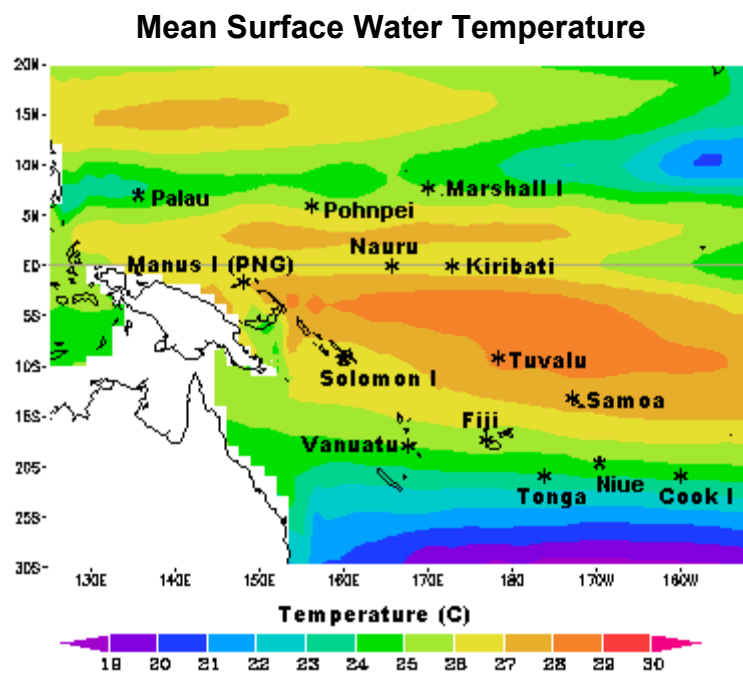 Mean Surface Water Temperature
20N
15N
10N
5N
EQ
5S
10S
15S
20S
25S
30S
Palau
Marshall I
Pohnpei
Nauru
Manus I (PNG)
Kiribati
Tuvalu
Solomon I
Samoa
Fiji
Vanuatu
Niue
Tonga
Cook I
130E
140E
150E
160E
170E
180
170W
160W
Temperature (C)
19 20 21 22 23 24 25 26 27 28 29 30